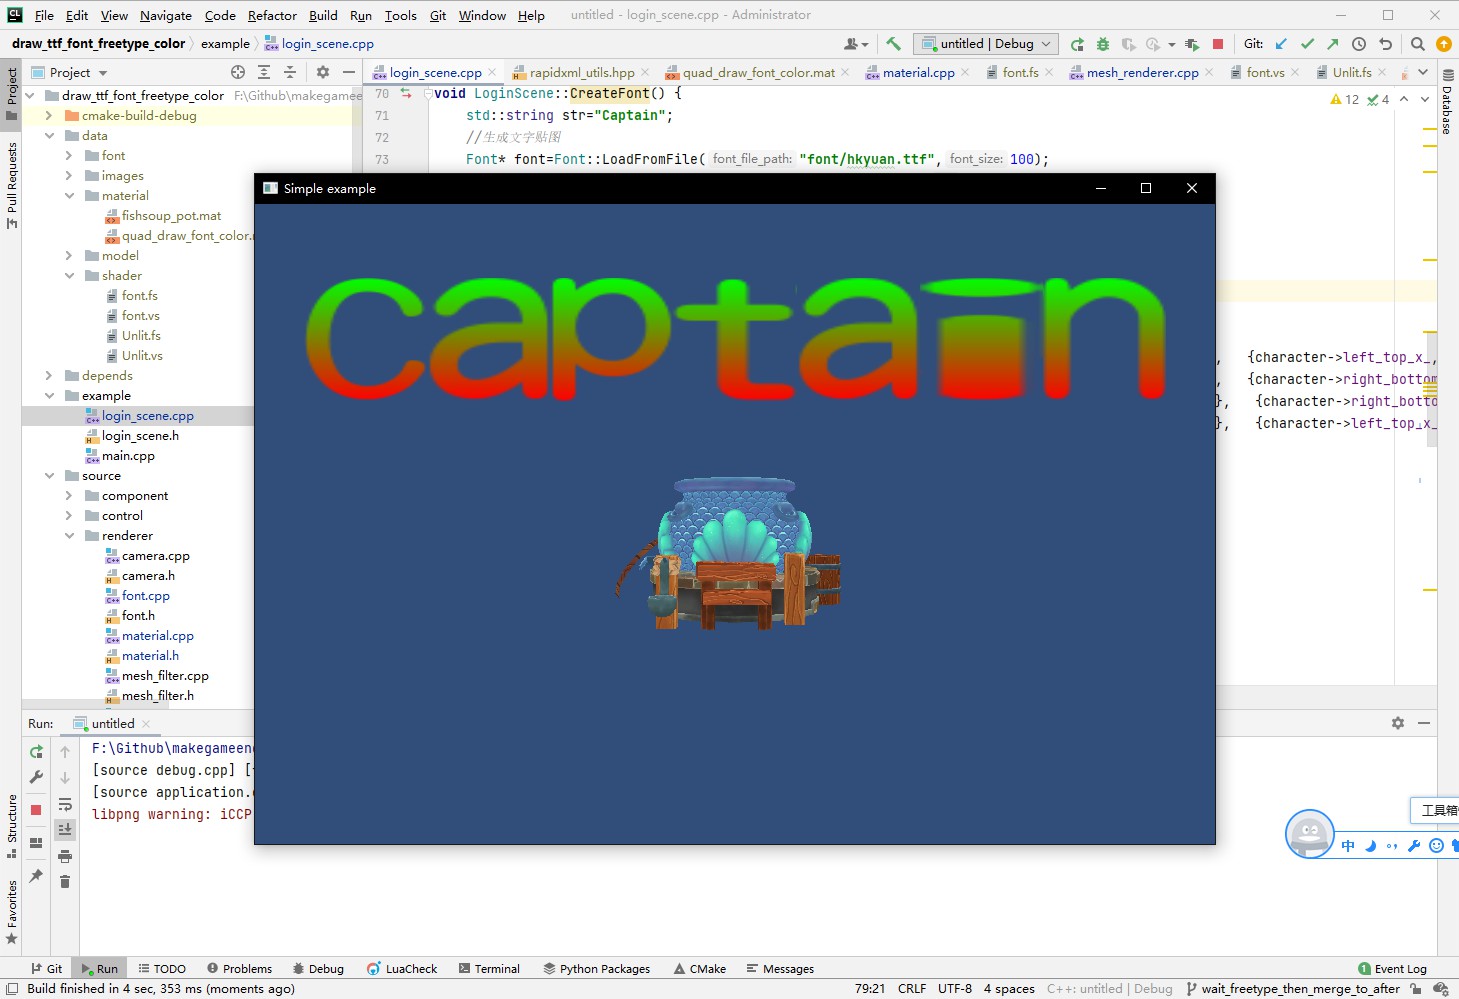 File Edit View Navigate Code Refactor Build Run Tools Git Window Help untitled - login_scene.cpp - Administrator
draw_ttf_font_freetype_color example login_scene.cpp untitled | Debug Git:
Project login_scene.cpp rapidxml_utils.hpp quad_draw_font_color.mat material.cpp font.fs mesh_renderer.cpp font.vs Unlit.fs
draw_ttf_font_freetype_color F:\Github\makegamee
cmake-build-debug
data
font
images
material
fishsoup_pot.mat
quad_draw_font_color.
model
shader
font.fs
font.vs
Unlit.fs
Unlit.vs
depends
example
login_scene.cpp
login_scene.h
main.cpp
source
component
control
renderer
camera.cpp
camera.h
font.cpp
font.h
material.cpp
material.h
mesh_filter.cpp
mesh_filter.h
70 void LoginScene::CreateFont() {
71 std::string str="Captain";
72 //生成文字贴图
73 Font* font=Font::LoadFromFile( font_file_path: "font/hkyuan.ttf", font_size: 100);
12 4
Simple example
captain
, {character->left_top_x_,
, {character->right_bottom
}, {character->right_botto
}, {character->left_top_x_
Project
Pull Requests
Structure
Favorites
Database
Run: untitled
F:\Github\makegameen
[source debug.cpp] [
[source application.
libpng warning: iCCP
工具箱
中
Git Run TODO Problems Debug LuaCheck Terminal Python Packages CMake Messages 1 Event Log
Build finished in 4 sec, 353 ms (moments ago) 79:21 CRLF UTF-8 4 spaces C++: untitled | Debug wait_freetype_then_merge_to_after